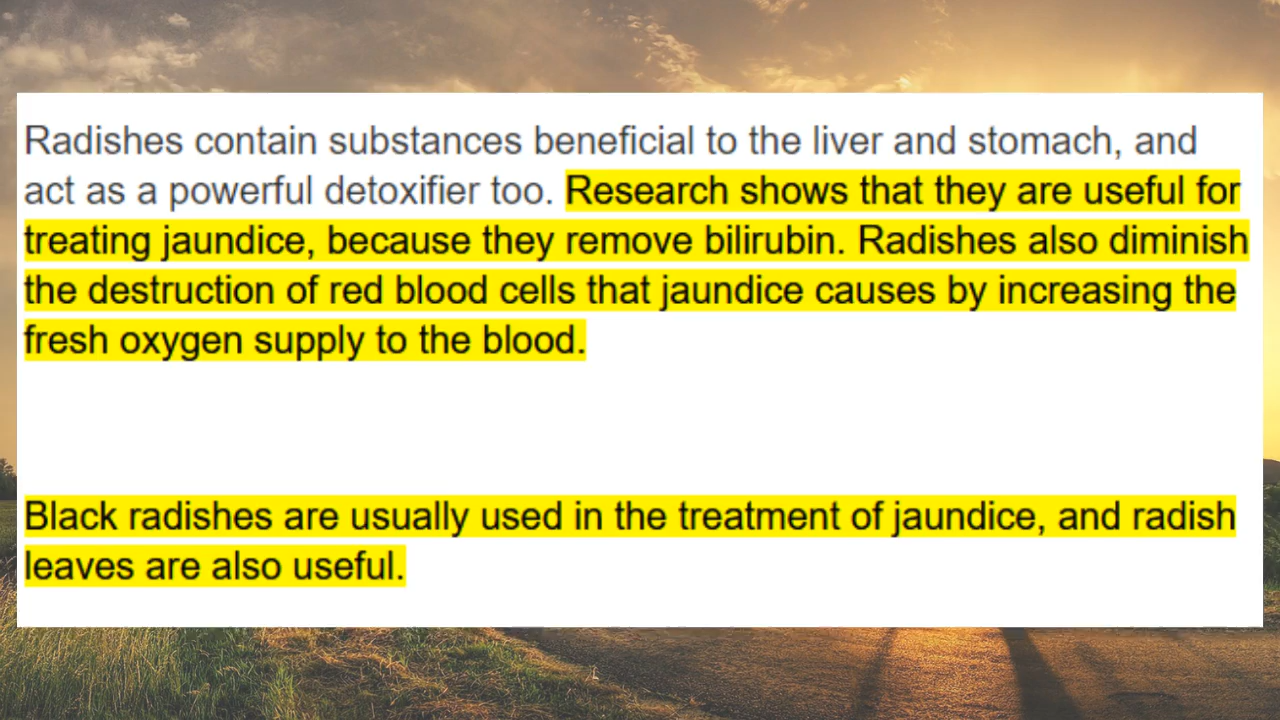 Radishes contain substances beneficial to the liver and stomach, and
act as a powerful detoxifier too. Research shows that they are useful for
treating jaundice, because they remove bilirubin. Radishes also diminish
the destruction of red blood cells that jaundice causes by increasing the
fresh oxygen supply to the blood.
Black radishes are usually used in the treatment of jaundice, and radish
leaves are also useful.